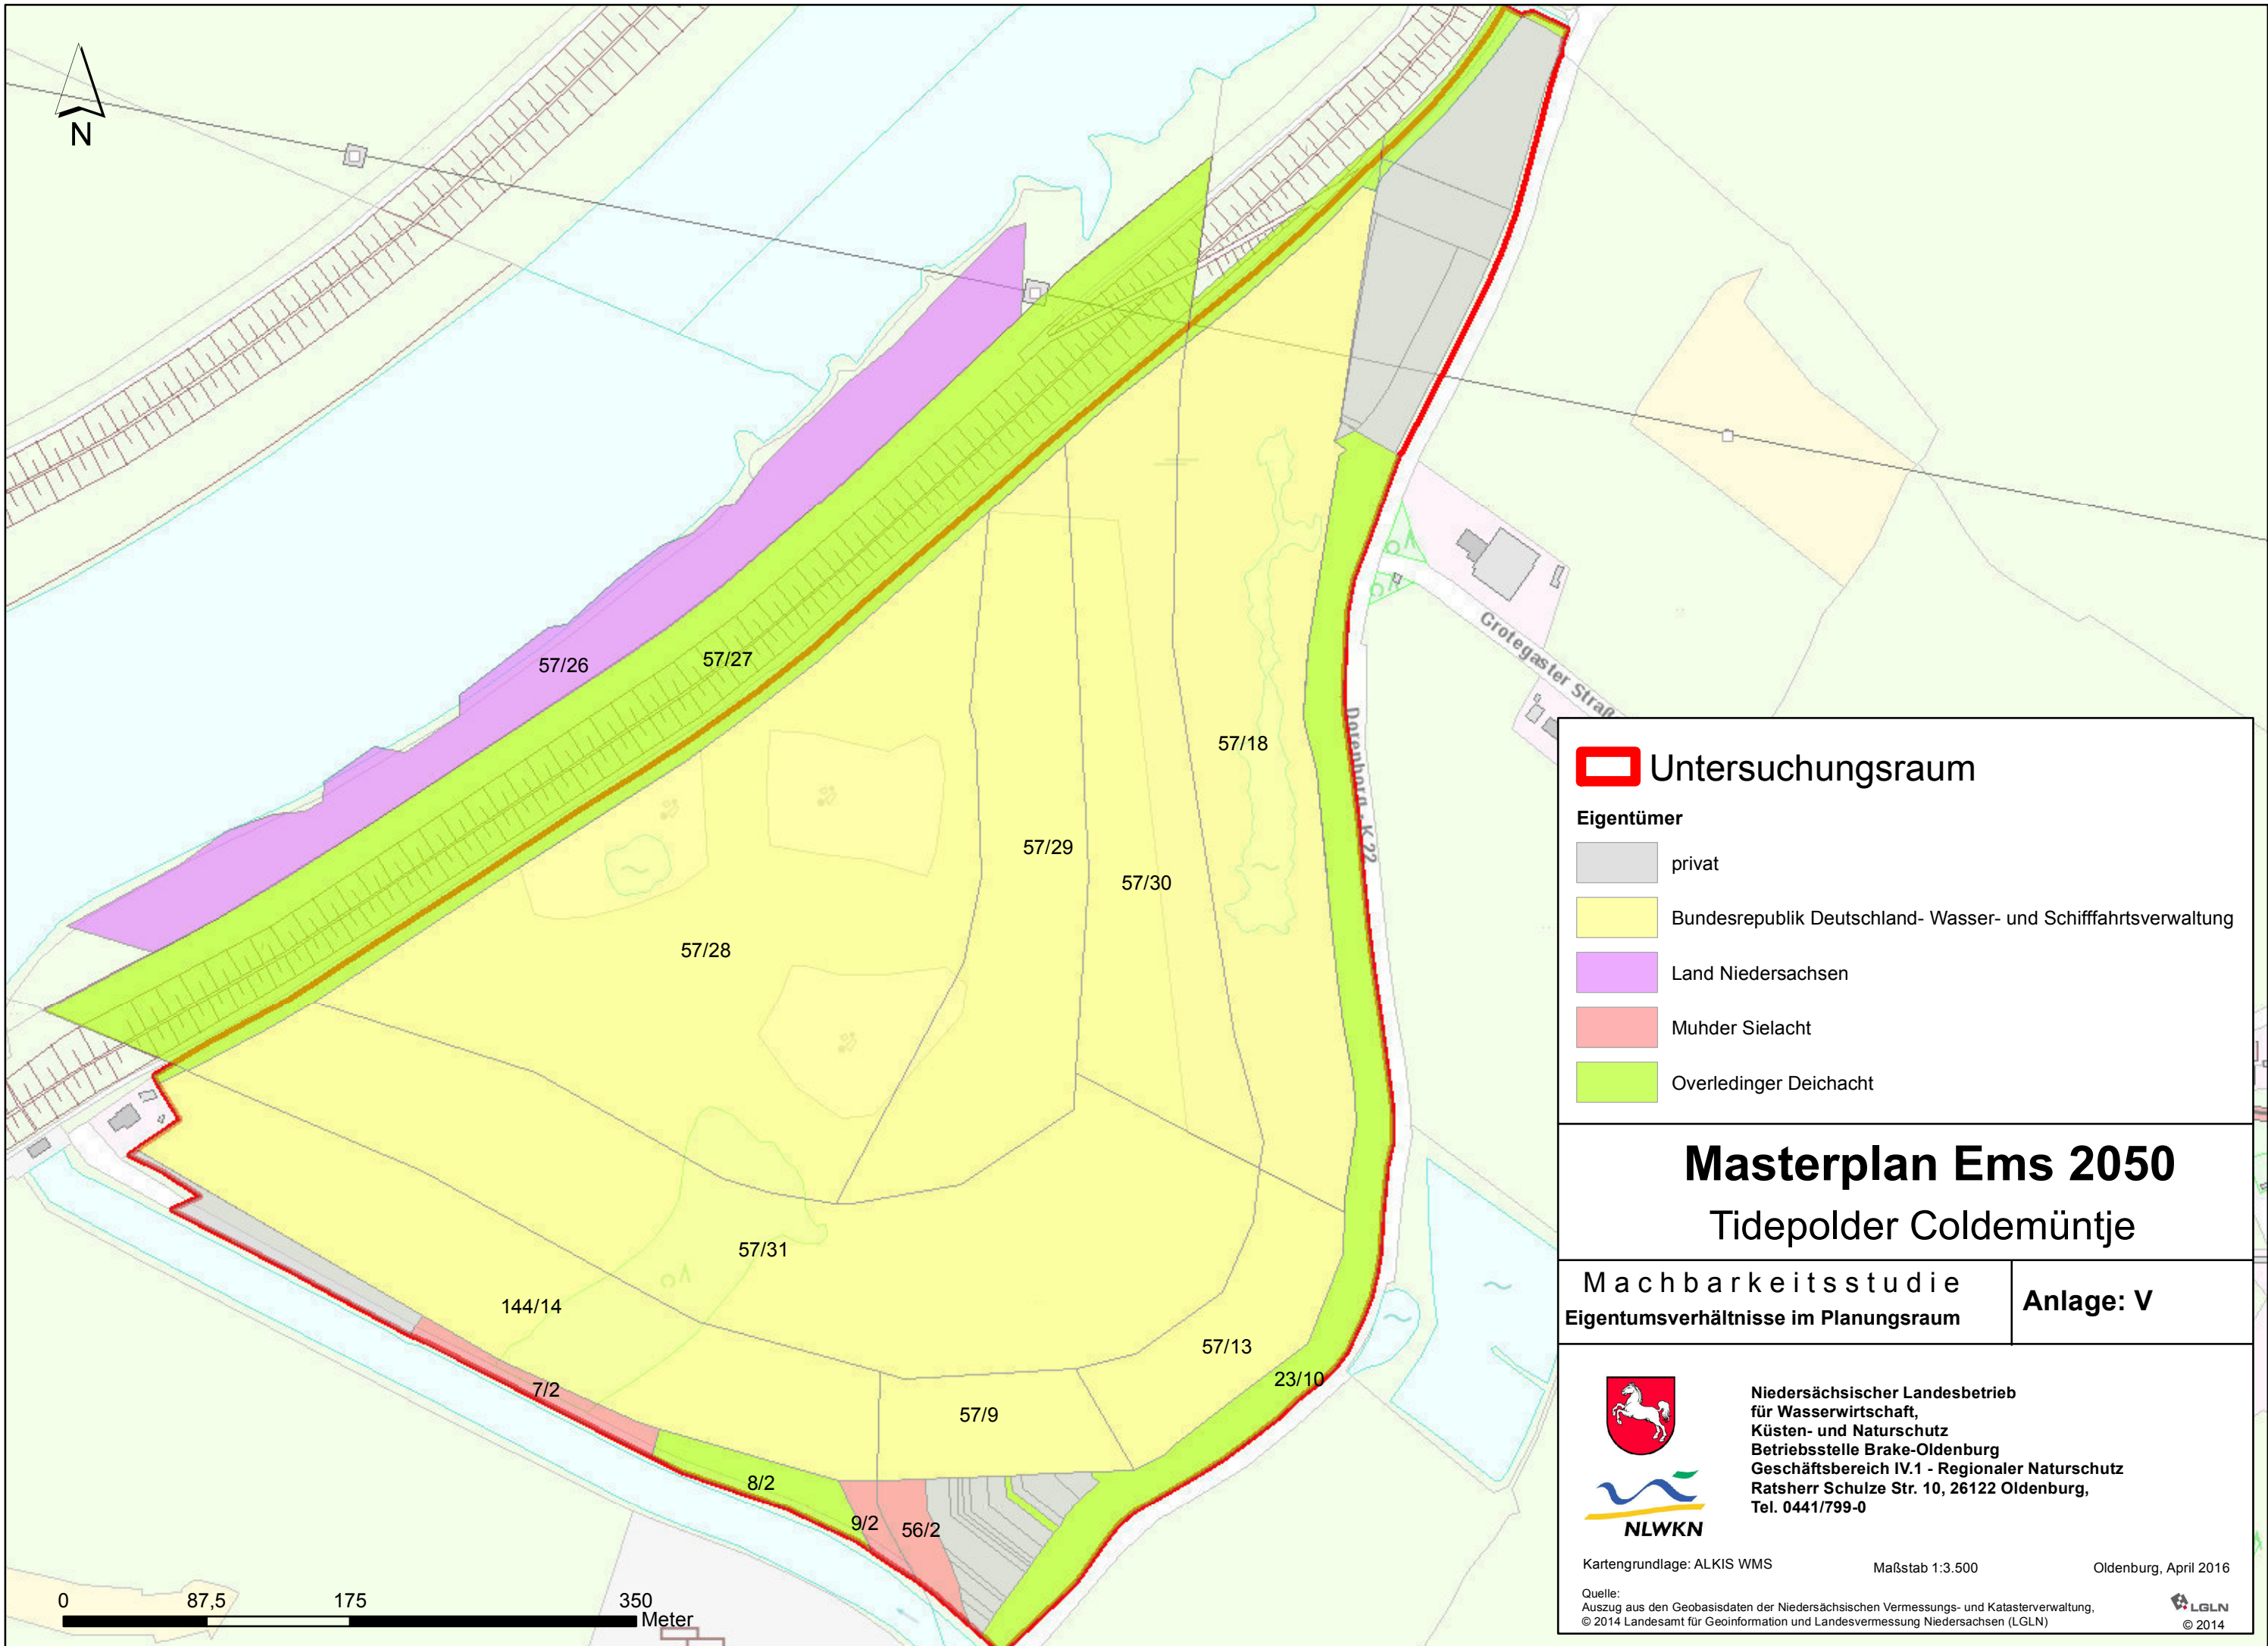 N
57/26
57/27
57/18
57/29
57/30
57/28
57/31
144/14
57/13
23/10
7/2
57/9
8/2
9/2
56/2
Grotegaster Straß
Dorenborg - K 22
0 87,5 175 350
Meter
Untersuchungsraum
Eigentümer
privat
Bundesrepublik Deutschland- Wasser- und Schifffahrtsverwaltung
Land Niedersachsen
Muhder Sielacht
Overledinger Deichacht
Masterplan Ems 2050
Tidepolder Coldemüntje
Machbarkeitsstudie
Eigentumsverhältnisse im Planungsraum
Anlage: V
Niedersächsischer Landesbetrieb
für Wasserwirtschaft,
Küsten- und Naturschutz
Betriebsstelle Brake-Oldenburg
Geschäftsbereich IV.1 - Regionaler Naturschutz
Ratsherr Schulze Str. 10, 26122 Oldenburg,
Tel. 0441/799-0
NLWKN
Kartengrundlage: ALKIS WMS Maßstab 1:3.500 Oldenburg, April 2016
Quelle:
Auszug aus den Geobasisdaten der Niedersächsischen Vermessungs- und Katasterverwaltung,
© 2014 Landesamt für Geoinformation und Landesvermessung Niedersachsen (LGLN)
LGLN
© 2014